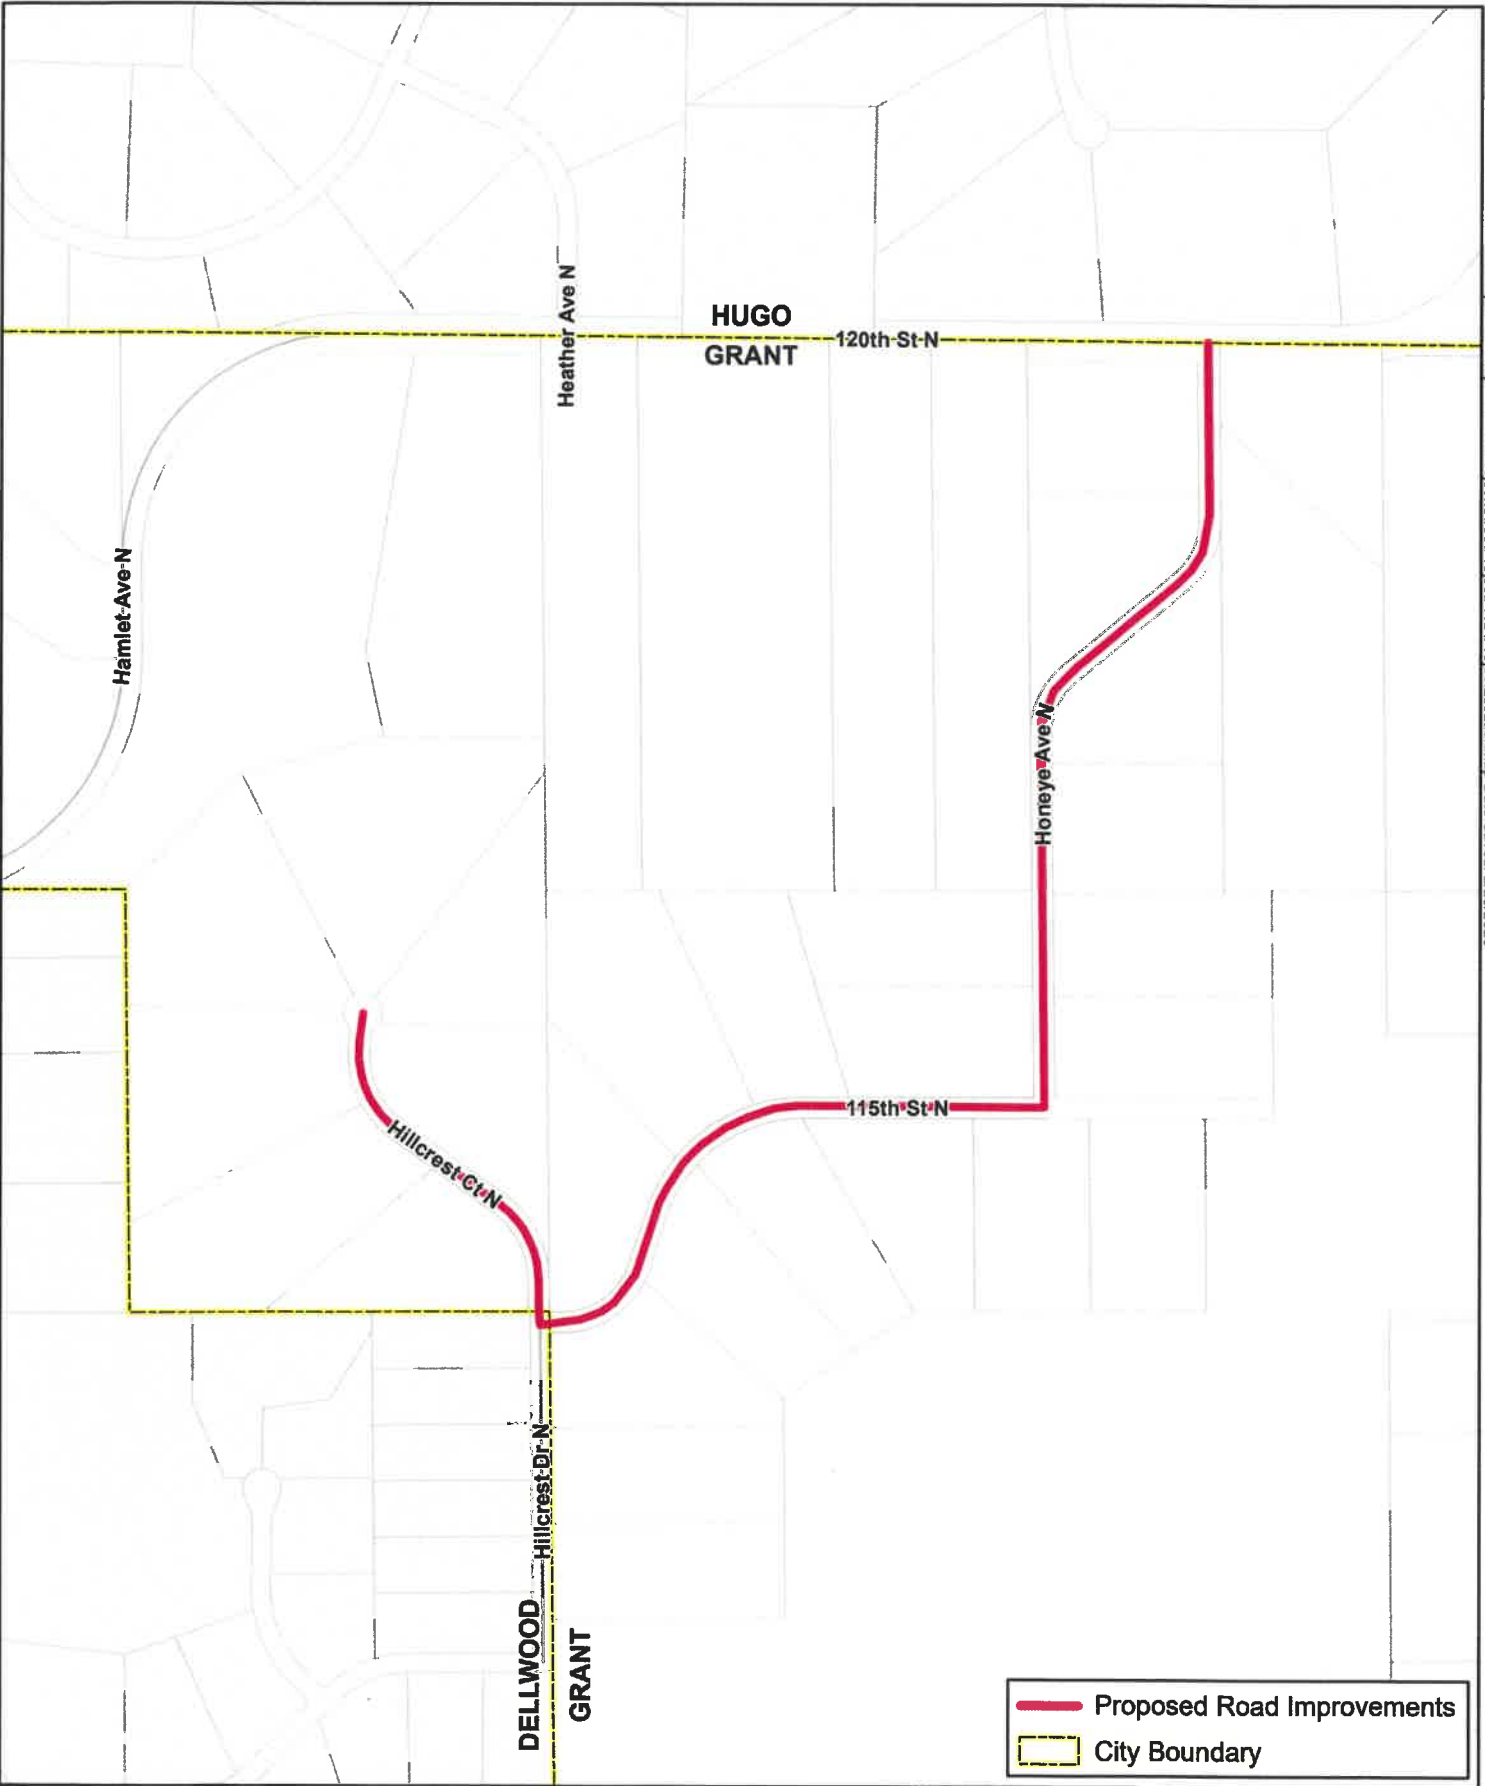 HUGO
120th St N
GRANT
Heather Ave N
Hamlet Ave N
Honeye Ave N
115th St N
Hillcrest Ct N
Hillcrest Dr N
DELLWOOD
GRANT
Proposed Road Improvements
City Boundary